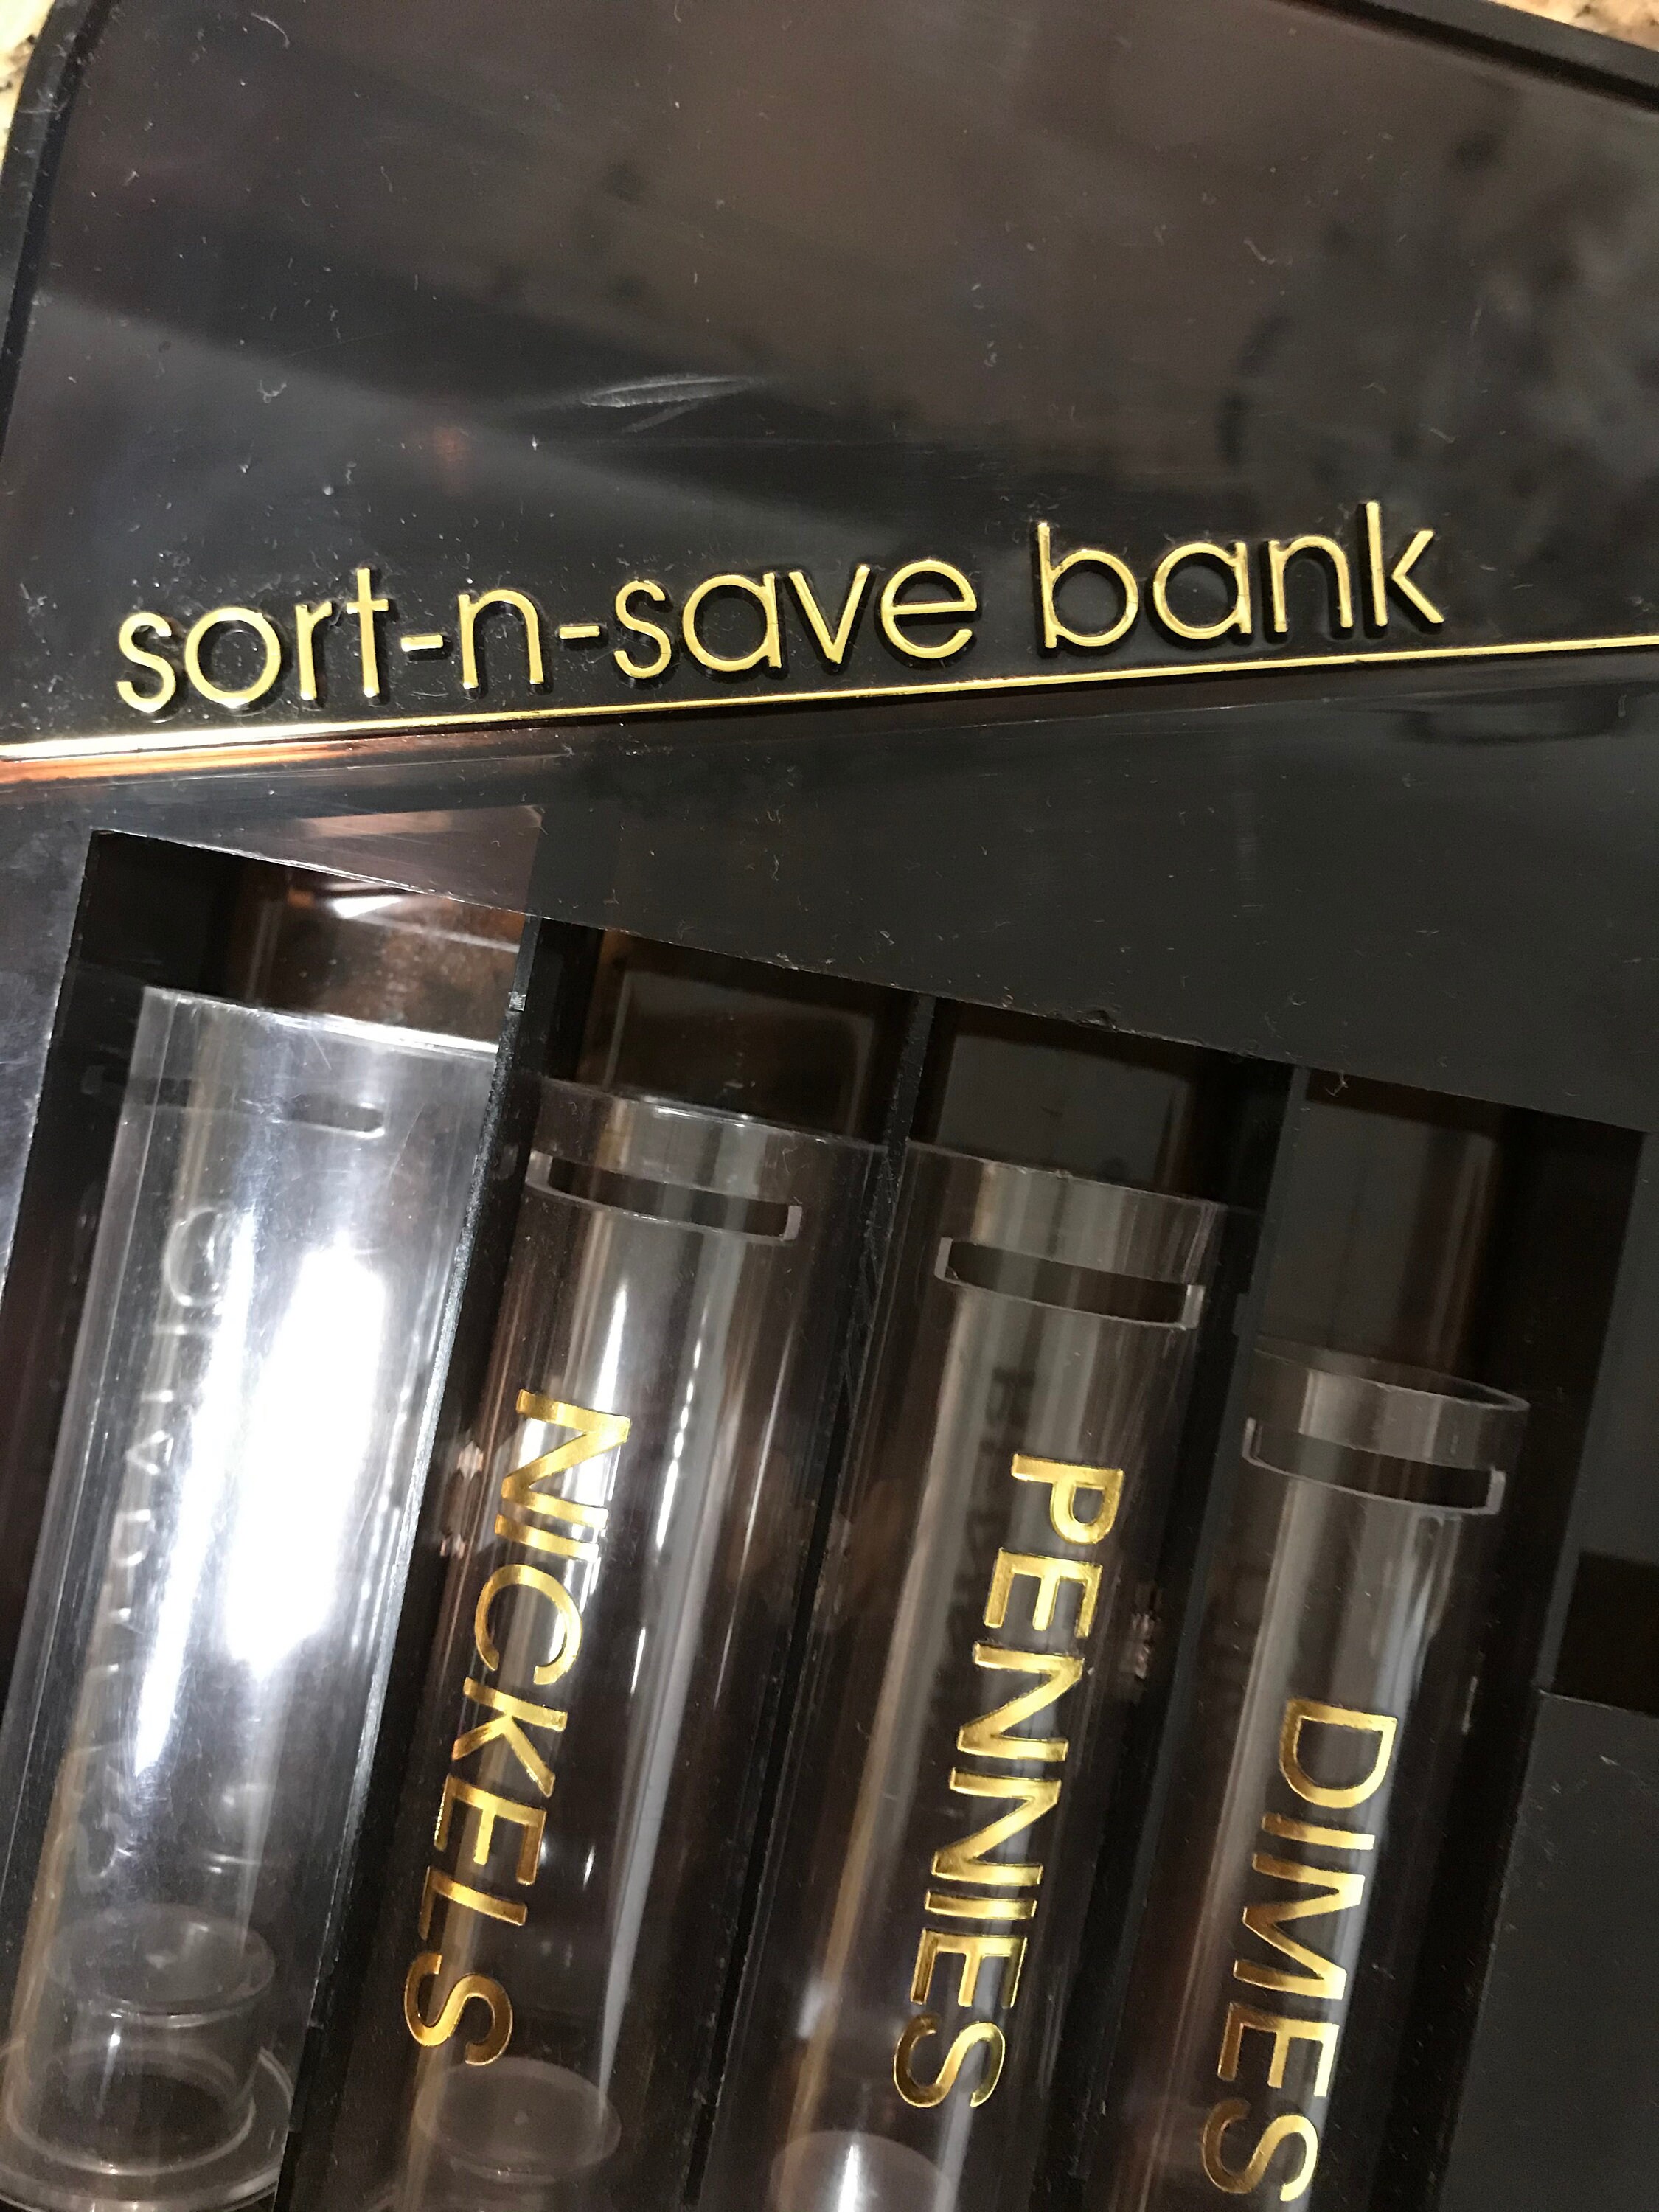 sort-n-save bank
NICKELS
PENNIES
DIMES